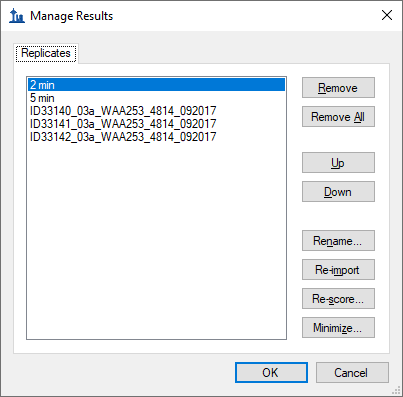 Manage Results
Replicates
2 min
5 min
ID33140_03a_WAA253_4814_092017
ID33141_03a_WAA253_4814_092017
ID33142_03a_WAA253_4814_092017
Remove
Remove All
Up
Down
Rename...
Re-import
Re-score...
Minimize...
OK
Cancel